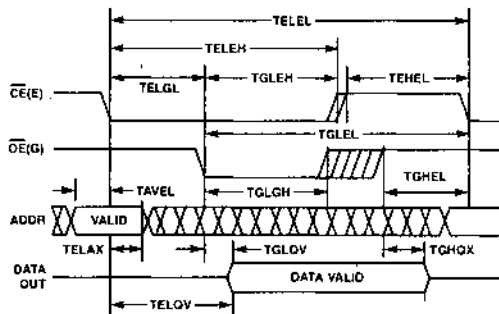 TELEL
TELEH
TELGL TGLEH TEHEL
CE(E)
TGLEL
OE(G)
TAVEL TGLGH TGHEL
ADDR VALID
TELAX TGLQV TGHQX
DATA OUT DATA VALID
TELQV